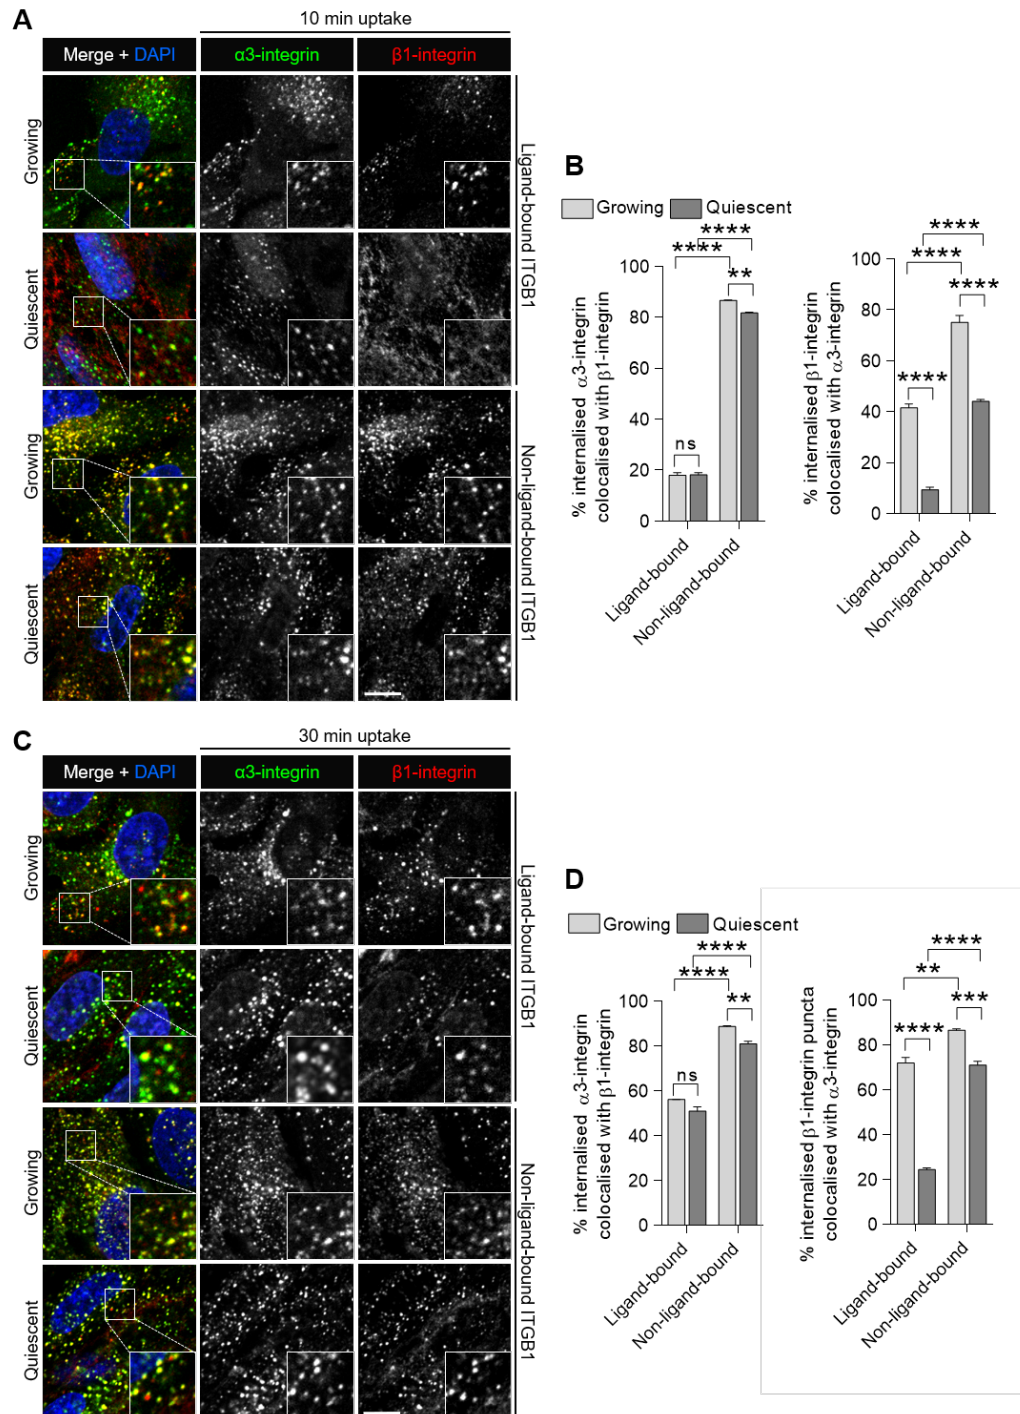 A
10 min uptake
Merge + DAPI
α3-integrin
β1-integrin
Growing
Quiescent
Growing
Quiescent
Ligand-bound ITGB1
Non-ligand-bound ITGB1
B
Growing
Quiescent
% internalised α3-integrin
colocalised with β1-integrin
100
80
60
40
20
0
****
****
**
ns
Ligand-bound
Non-ligand-bound
% internalised β1-integrin
colocalised with α3-integrin
100
80
60
40
20
0
****
****
****
****
Ligand-bound
Non-ligand-bound
C
30 min uptake
Merge + DAPI
α3-integrin
β1-integrin
Growing
Quiescent
Growing
Quiescent
Ligand-bound ITGB1
Non-ligand-bound ITGB1
D
Growing
Quiescent
% internalised α3-integrin
colocalised with β1-integrin
100
80
60
40
20
0
****
****
**
ns
Ligand-bound
Non-ligand-bound
% internalised β1-integrin puncta
colocalised with α3-integrin
100
80
60
40
20
0
****
**
***
****
Ligand-bound
Non-ligand-bound